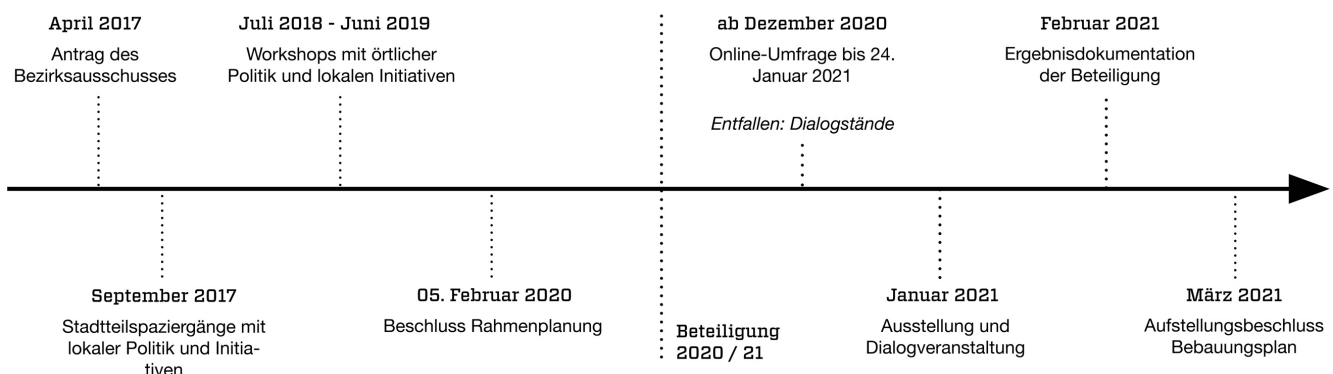 April 2017
Antrag des
Bezirksausschusses
Juli 2018 - Juni 2019
Workshops mit örtlicher
Politik und lokalen Initiativen
ab Dezember 2020
Online-Umfrage bis 24.
Januar 2021
Entfallen: Dialogstände
Februar 2021
Ergebnisdokumentation
der Beteiligung
September 2017
Stadtteilspaziergänge mit
lokaler Politik und Initia-
tiven
05. Februar 2020
Beschluss Rahmenplanung
Beteiligung
2020 / 21
Januar 2021
Ausstellung und
Dialogveranstaltung
März 2021
Aufstellungsbeschluss
Bebauungsplan